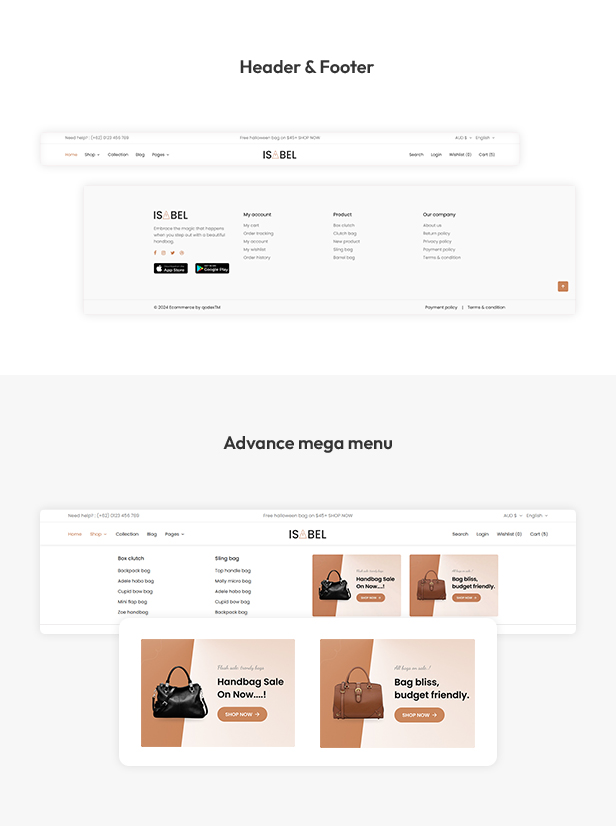 Header & Footer
Need help? : (+62) 0123 456 789 Free halloween bag on $45+ SHOP NOW AUD $ English
Home Shop Collection Blog Pages ISABEL Search Login Wishlist (0) Cart (5)
ISABEL
Embrace the magic that happens
when you step out with a beautiful
handbag.
App Store
Google Play
My account
My cart
Order tracking
My account
My wishlist
Order history
Product
Box clutch
Clutch bag
New product
Sling bag
Barrel bag
Our company
About us
Return policy
Privacy policy
Payment policy
Terms & condition
© 2024 Ecommerce by qodesTM Payment policy | Terms & condition
Advance mega menu
Need help? : (+62) 0123 456 789 Free halloween bag on $45+ SHOP NOW AUD $ English
Home Shop Collection Blog Pages ISABEL Search Login Wishlist (0) Cart (5)
Box clutch
Backpack bag
Adele hobo bag
Cupid bow bag
Mini flap bag
Zoe handbag
Sling bag
Top handle bag
Molly micro bag
Adele hobo bag
Cupid bow bag
Backpack bag
Flash sale trendy bags
Handbag Sale
On Now....!
SHOP NOW
All bags on sale..!
Bag bliss,
budget friendly.
SHOP NOW
Flash sale trendy bags
Handbag Sale
On Now....!
SHOP NOW
All bags on sale..!
Bag bliss,
budget friendly.
SHOP NOW